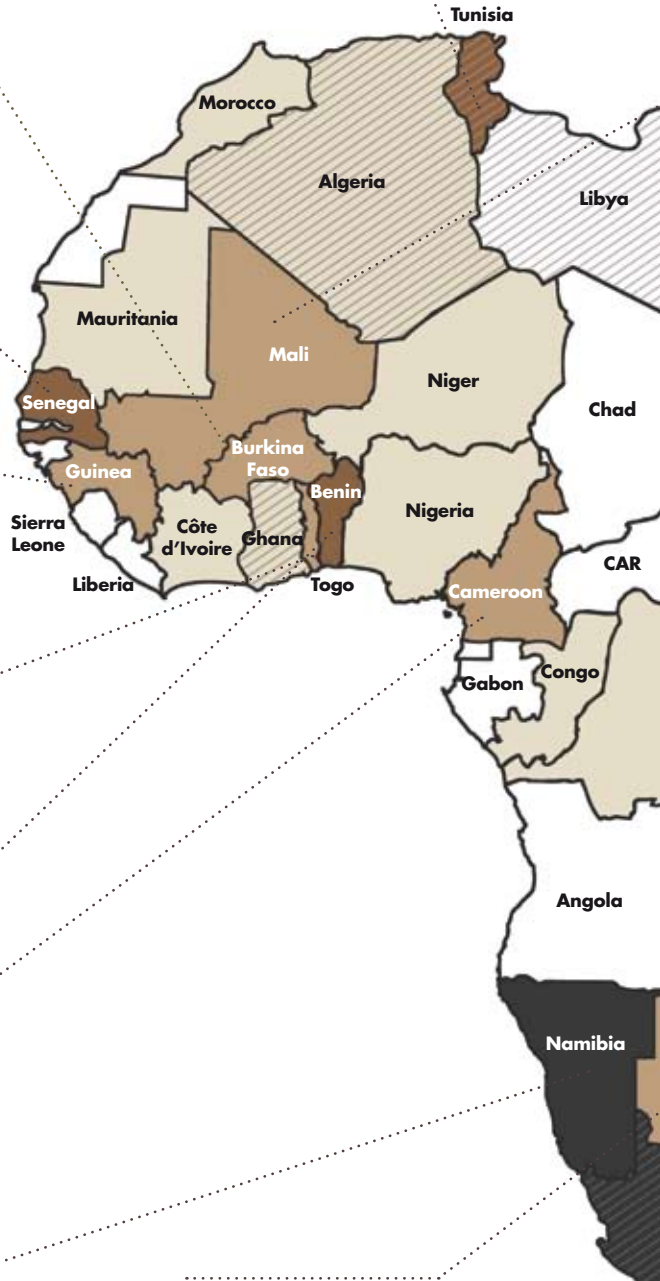 Tunisia
Morocco
Algeria
Libya
Mauritania
Mali
Niger
Chad
Senegal
Burkina
Faso
Guinea
Benin
Nigeria
Sierra
Leone
Côte
d'Ivoire
Ghana
CAR
Liberia
Togo
Cameroon
Gabon
Congo
Angola
Namibia